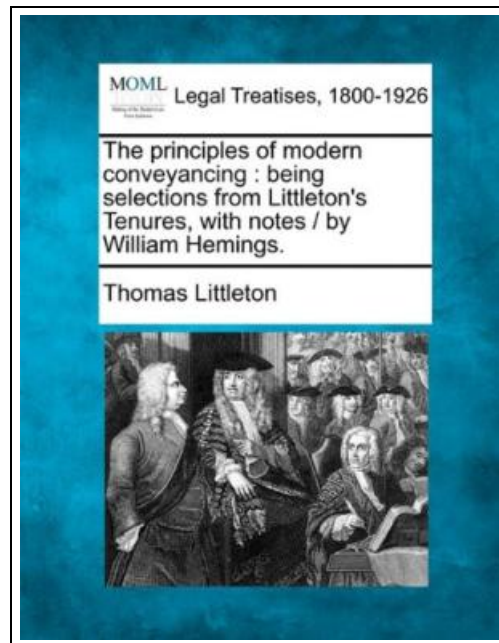 MOML
Legal Treatises, 1800-1926
The principles of modern
conveyancing : being
selections from Littleton's
Tenures, with notes / by
William Hemings.
Thomas Littleton